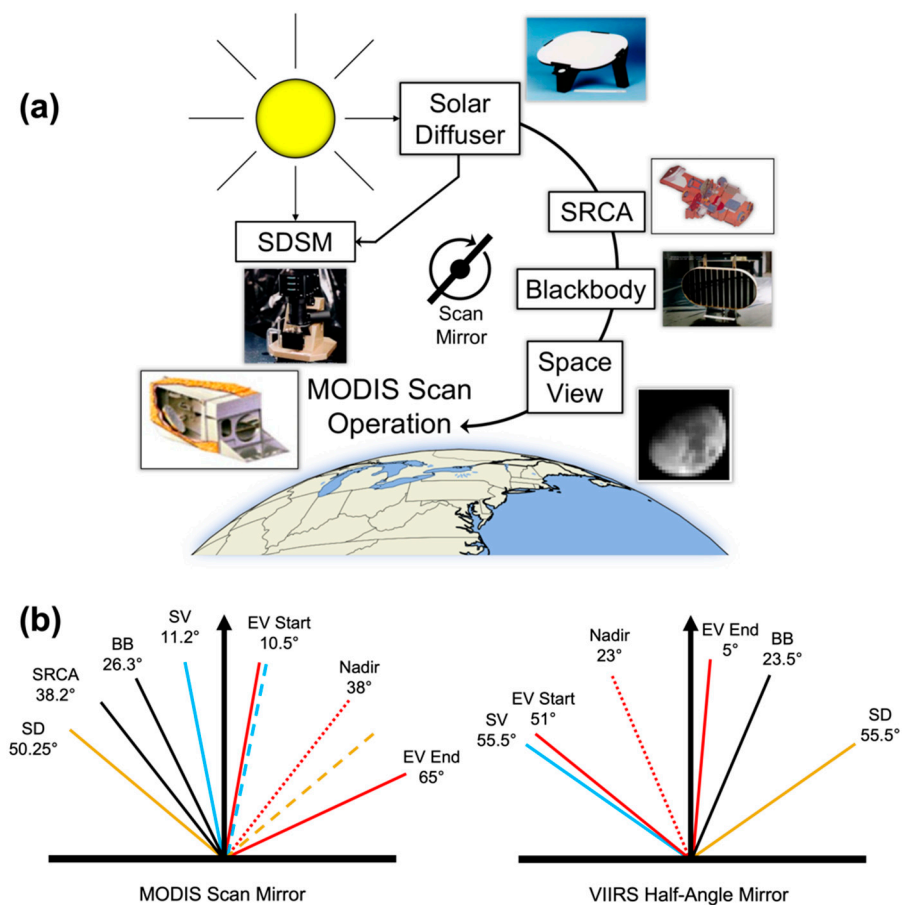 (a)
Solar
Diffuser
SRCA
SDSM
Blackbody
Scan
Mirror
Space
View
MODIS Scan
Operation
(b)
SV
11.2°
EV Start
10.5°
BB
26.3°
Nadir
38°
SRCA
38.2°
SD
50.25°
EV End
65°
MODIS Scan Mirror
Nadir
23°
EV End
5°
BB
23.5°
EV Start
51°
SV
55.5°
SD
55.5°
VIIRS Half-Angle Mirror